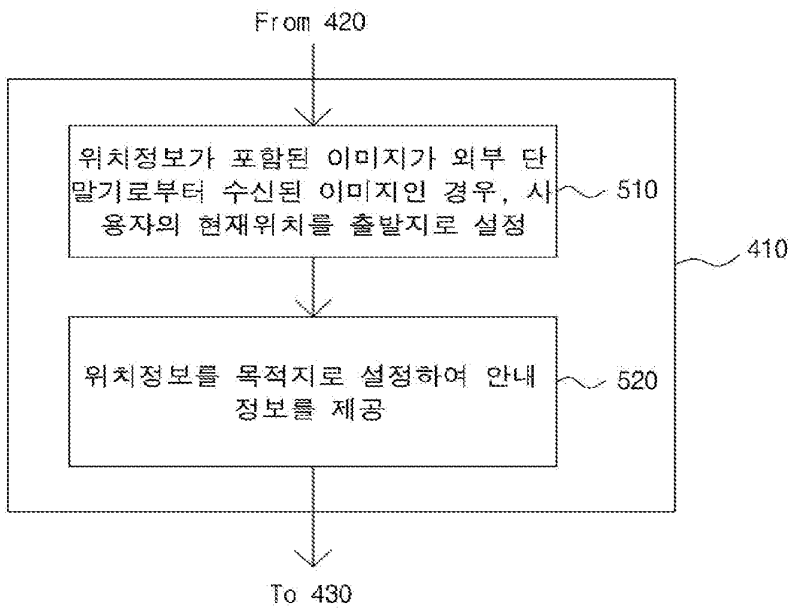 From 420
위치정보가 포함된 이미지가 외부 단
말기로부터 수신된 이미지인 경우, 사
용자의 현재위치를 출발지로 설정
510
410
위치정보를 목적지로 설정하여 안내
정보를 제공
520
To 430